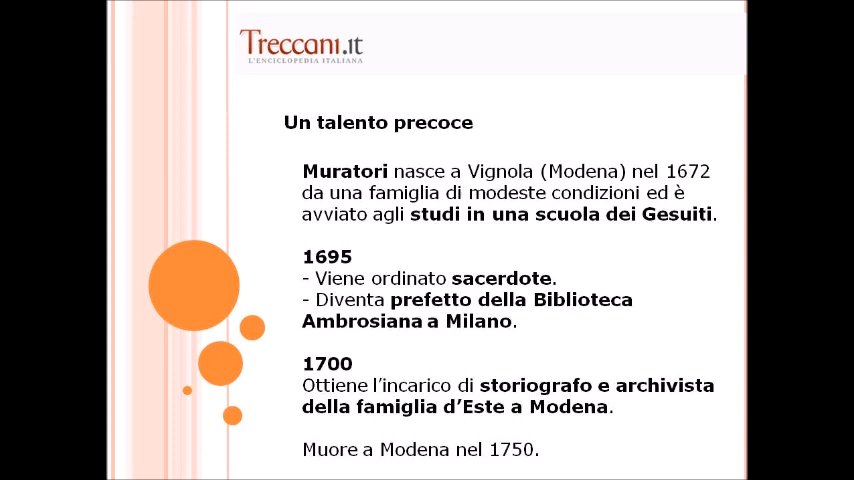 Treccani.it
L'ENCICLOPEDIA ITALIANA
Un talento precoce
Muratori nasce a Vignola (Modena) nel 1672
da una famiglia di modeste condizioni ed è
avviato agli studi in una scuola dei Gesuiti.
1695
- Viene ordinato sacerdote.
- Diventa prefetto della Biblioteca
Ambrosiana a Milano.
1700
Ottiene l'incarico di storiografo e archivista
della famiglia d'Este a Modena.
Muore a Modena nel 1750.